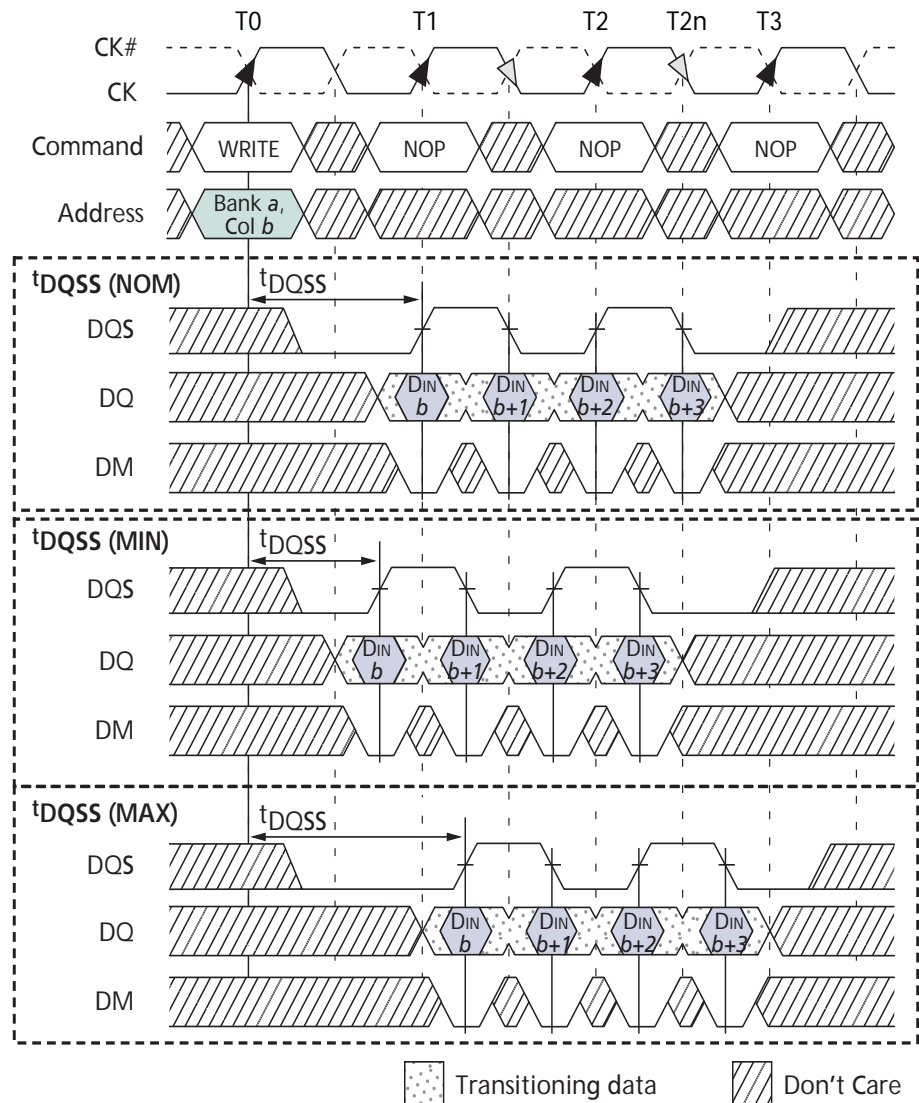 T0 T1 T2 T2n T3
CK#
CK
Command WRITE NOP NOP NOP
Address Bank a,
Col b
tDQSS (NOM) tDQSS
DQS
DQ DIN DIN DIN DIN
b b+1 b+2 b+3
DM
tDQSS (MIN) tDQSS
DQS
DQ DIN DIN DIN DIN
b b+1 b+2 b+3
DM
tDQSS (MAX) tDQSS
DQS
DQ DIN DIN DIN DIN
b b+1 b+2 b+3
DM
Transitioning data Don't Care